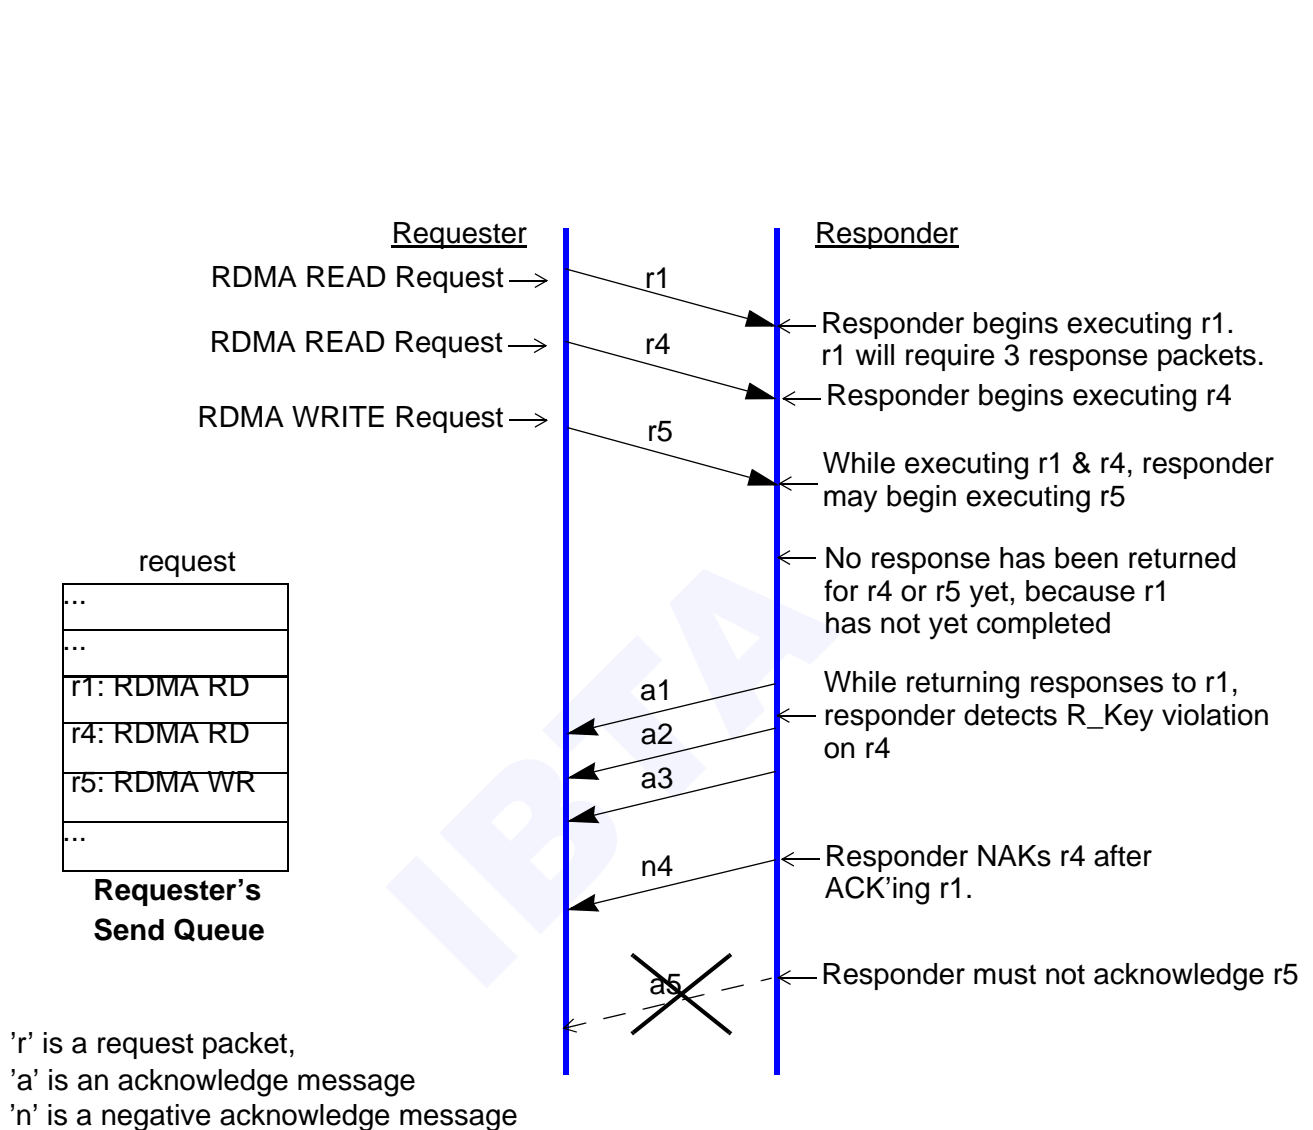 Requester
Responder
RDMA READ Request
r1
Responder begins executing r1.
r1 will require 3 response packets.
RDMA READ Request
r4
Responder begins executing r4
RDMA WRITE Request
r5
While executing r1 & r4, responder
may begin executing r5
No response has been returned
for r4 or r5 yet, because r1
has not yet completed
request
...
...
r1: RDMA RD
r4: RDMA RD
r5: RDMA WR
...
Requester's
Send Queue
a1
While returning responses to r1,
responder detects R_Key violation
on r4
a2
a3
n4
Responder NAKs r4 after
ACK'ing r1.
a5
Responder must not acknowledge r5
IBTA
’r’ is a request packet,
’a’ is an acknowledge message
’n’ is a negative acknowledge message